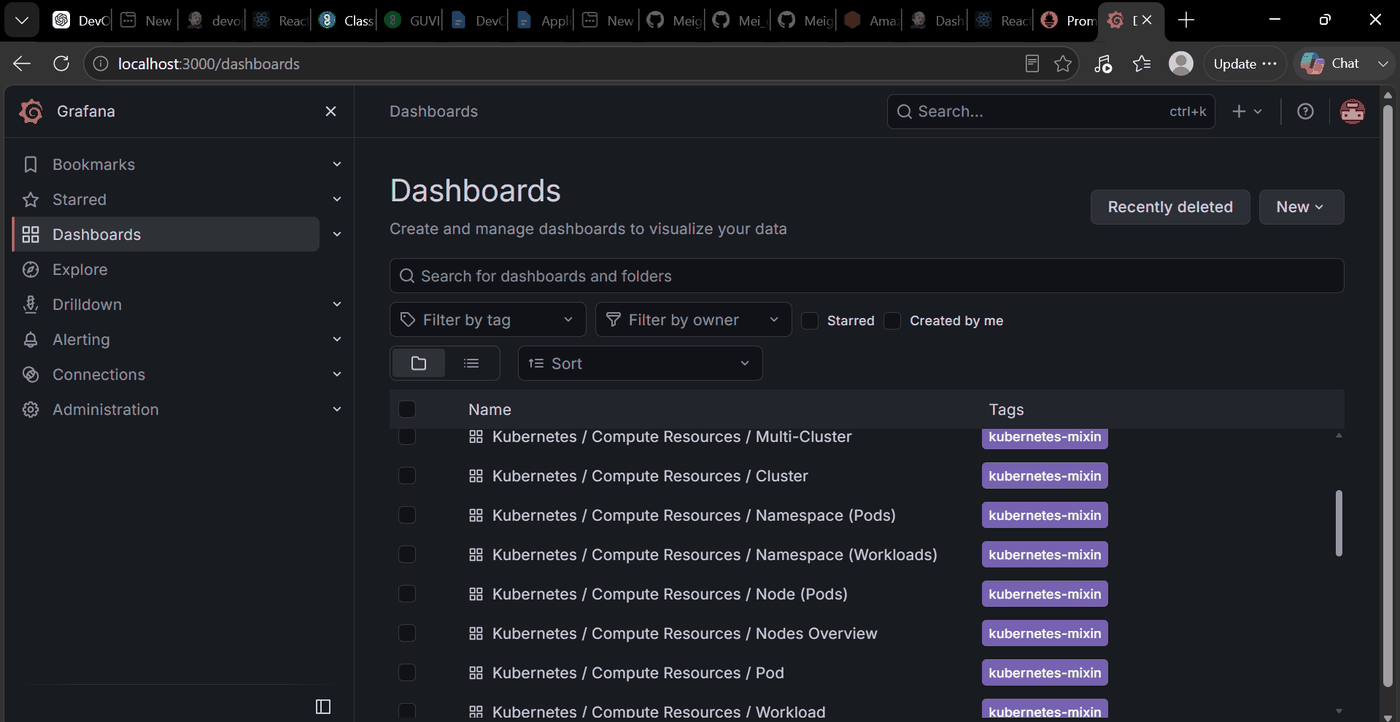 DevO
New
devo
React
Class
GUVI
DevO
Appli
New
Meig
Mei_
Meig
Ama
Dash
React
Prom
localhost:3000/dashboards
Update
Chat
Grafana
Dashboards
Search...
ctrl+k
Bookmarks
Starred
Dashboards
Explore
Drilldown
Alerting
Connections
Administration
Dashboards
Create and manage dashboards to visualize your data
Recently deleted
New
Search for dashboards and folders
Filter by tag
Filter by owner
Starred
Created by me
Sort
Name Tags
Kubernetes / Compute Resources / Multi-Cluster kubernetes-mixin
Kubernetes / Compute Resources / Cluster kubernetes-mixin
Kubernetes / Compute Resources / Namespace (Pods) kubernetes-mixin
Kubernetes / Compute Resources / Namespace (Workloads) kubernetes-mixin
Kubernetes / Compute Resources / Node (Pods) kubernetes-mixin
Kubernetes / Compute Resources / Nodes Overview kubernetes-mixin
Kubernetes / Compute Resources / Pod kubernetes-mixin
Kubernetes / Compute Resources / Workload kubernetes-mixin